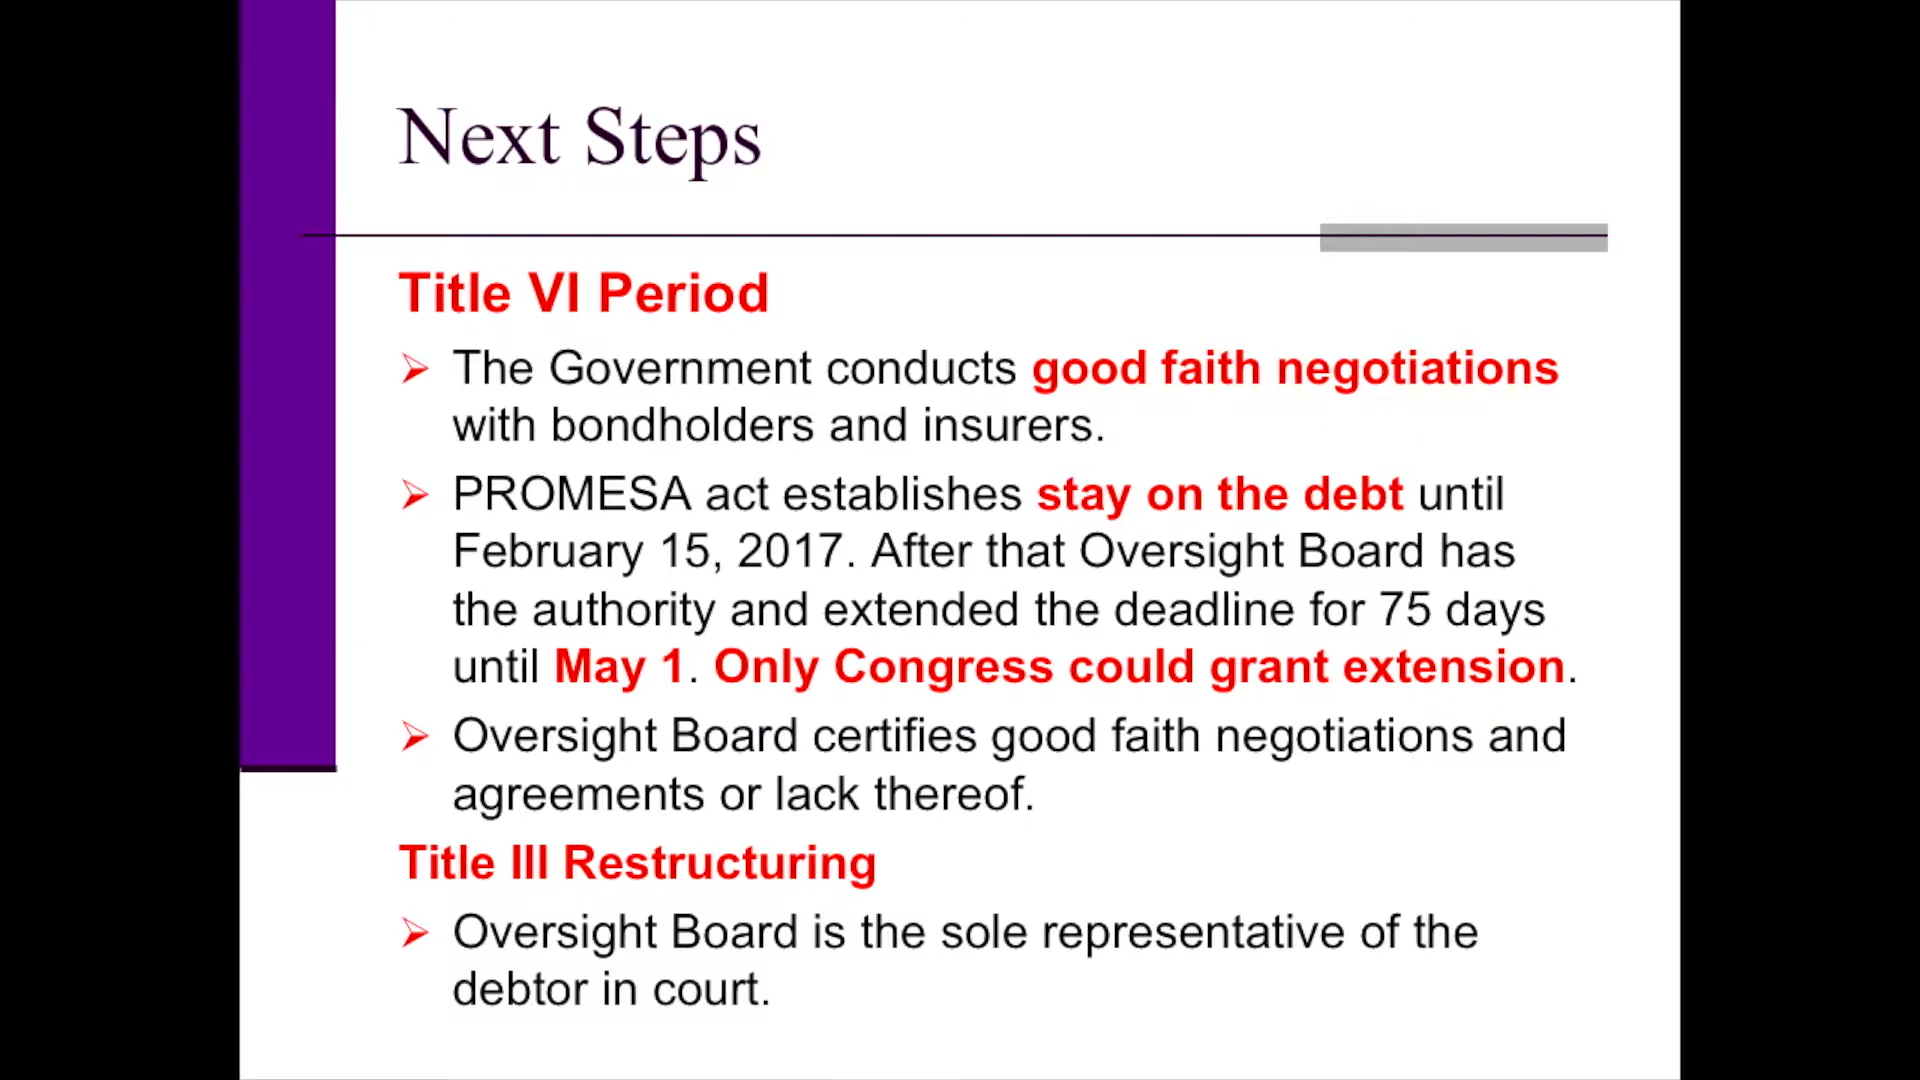 Next Steps
Title VI Period
The Government conducts good faith negotiations
with bondholders and insurers.
PROMESA act establishes stay on the debt until
February 15, 2017. After that Oversight Board has
the authority and extended the deadline for 75 days
until May 1. Only Congress could grant extension.
Oversight Board certifies good faith negotiations and
agreements or lack thereof.
Title III Restructuring
Oversight Board is the sole representative of the
debtor in court.